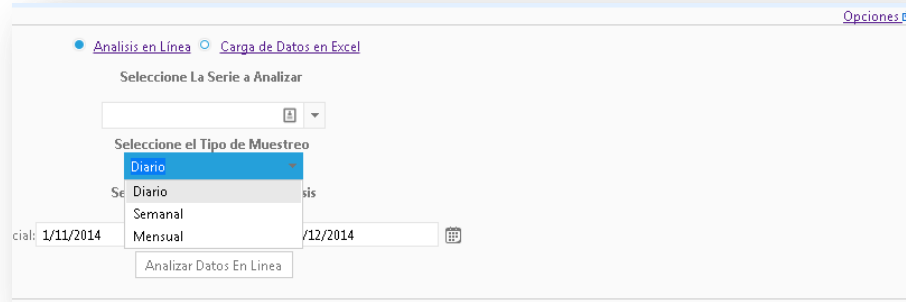 Opciones
Analisis en Línea Carga de Datos en Excel
Seleccione La Serie a Analizar
Seleccione el Tipo de Muestreo
Diario
Diario
Se sis
Semanal
cial: 1/11/2014 Mensual /12/2014
Analizar Datos En Linea